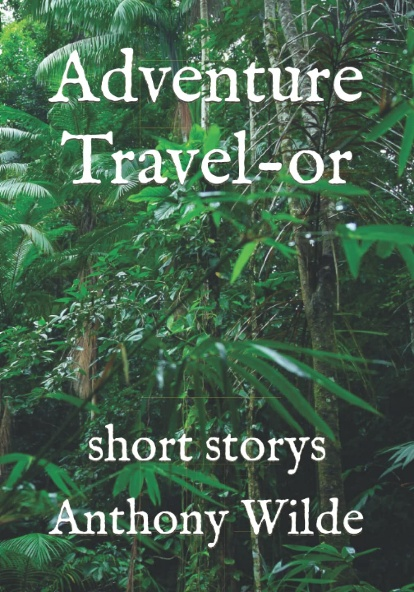 Adventure
Travel-or
short storys
Anthony Wilde